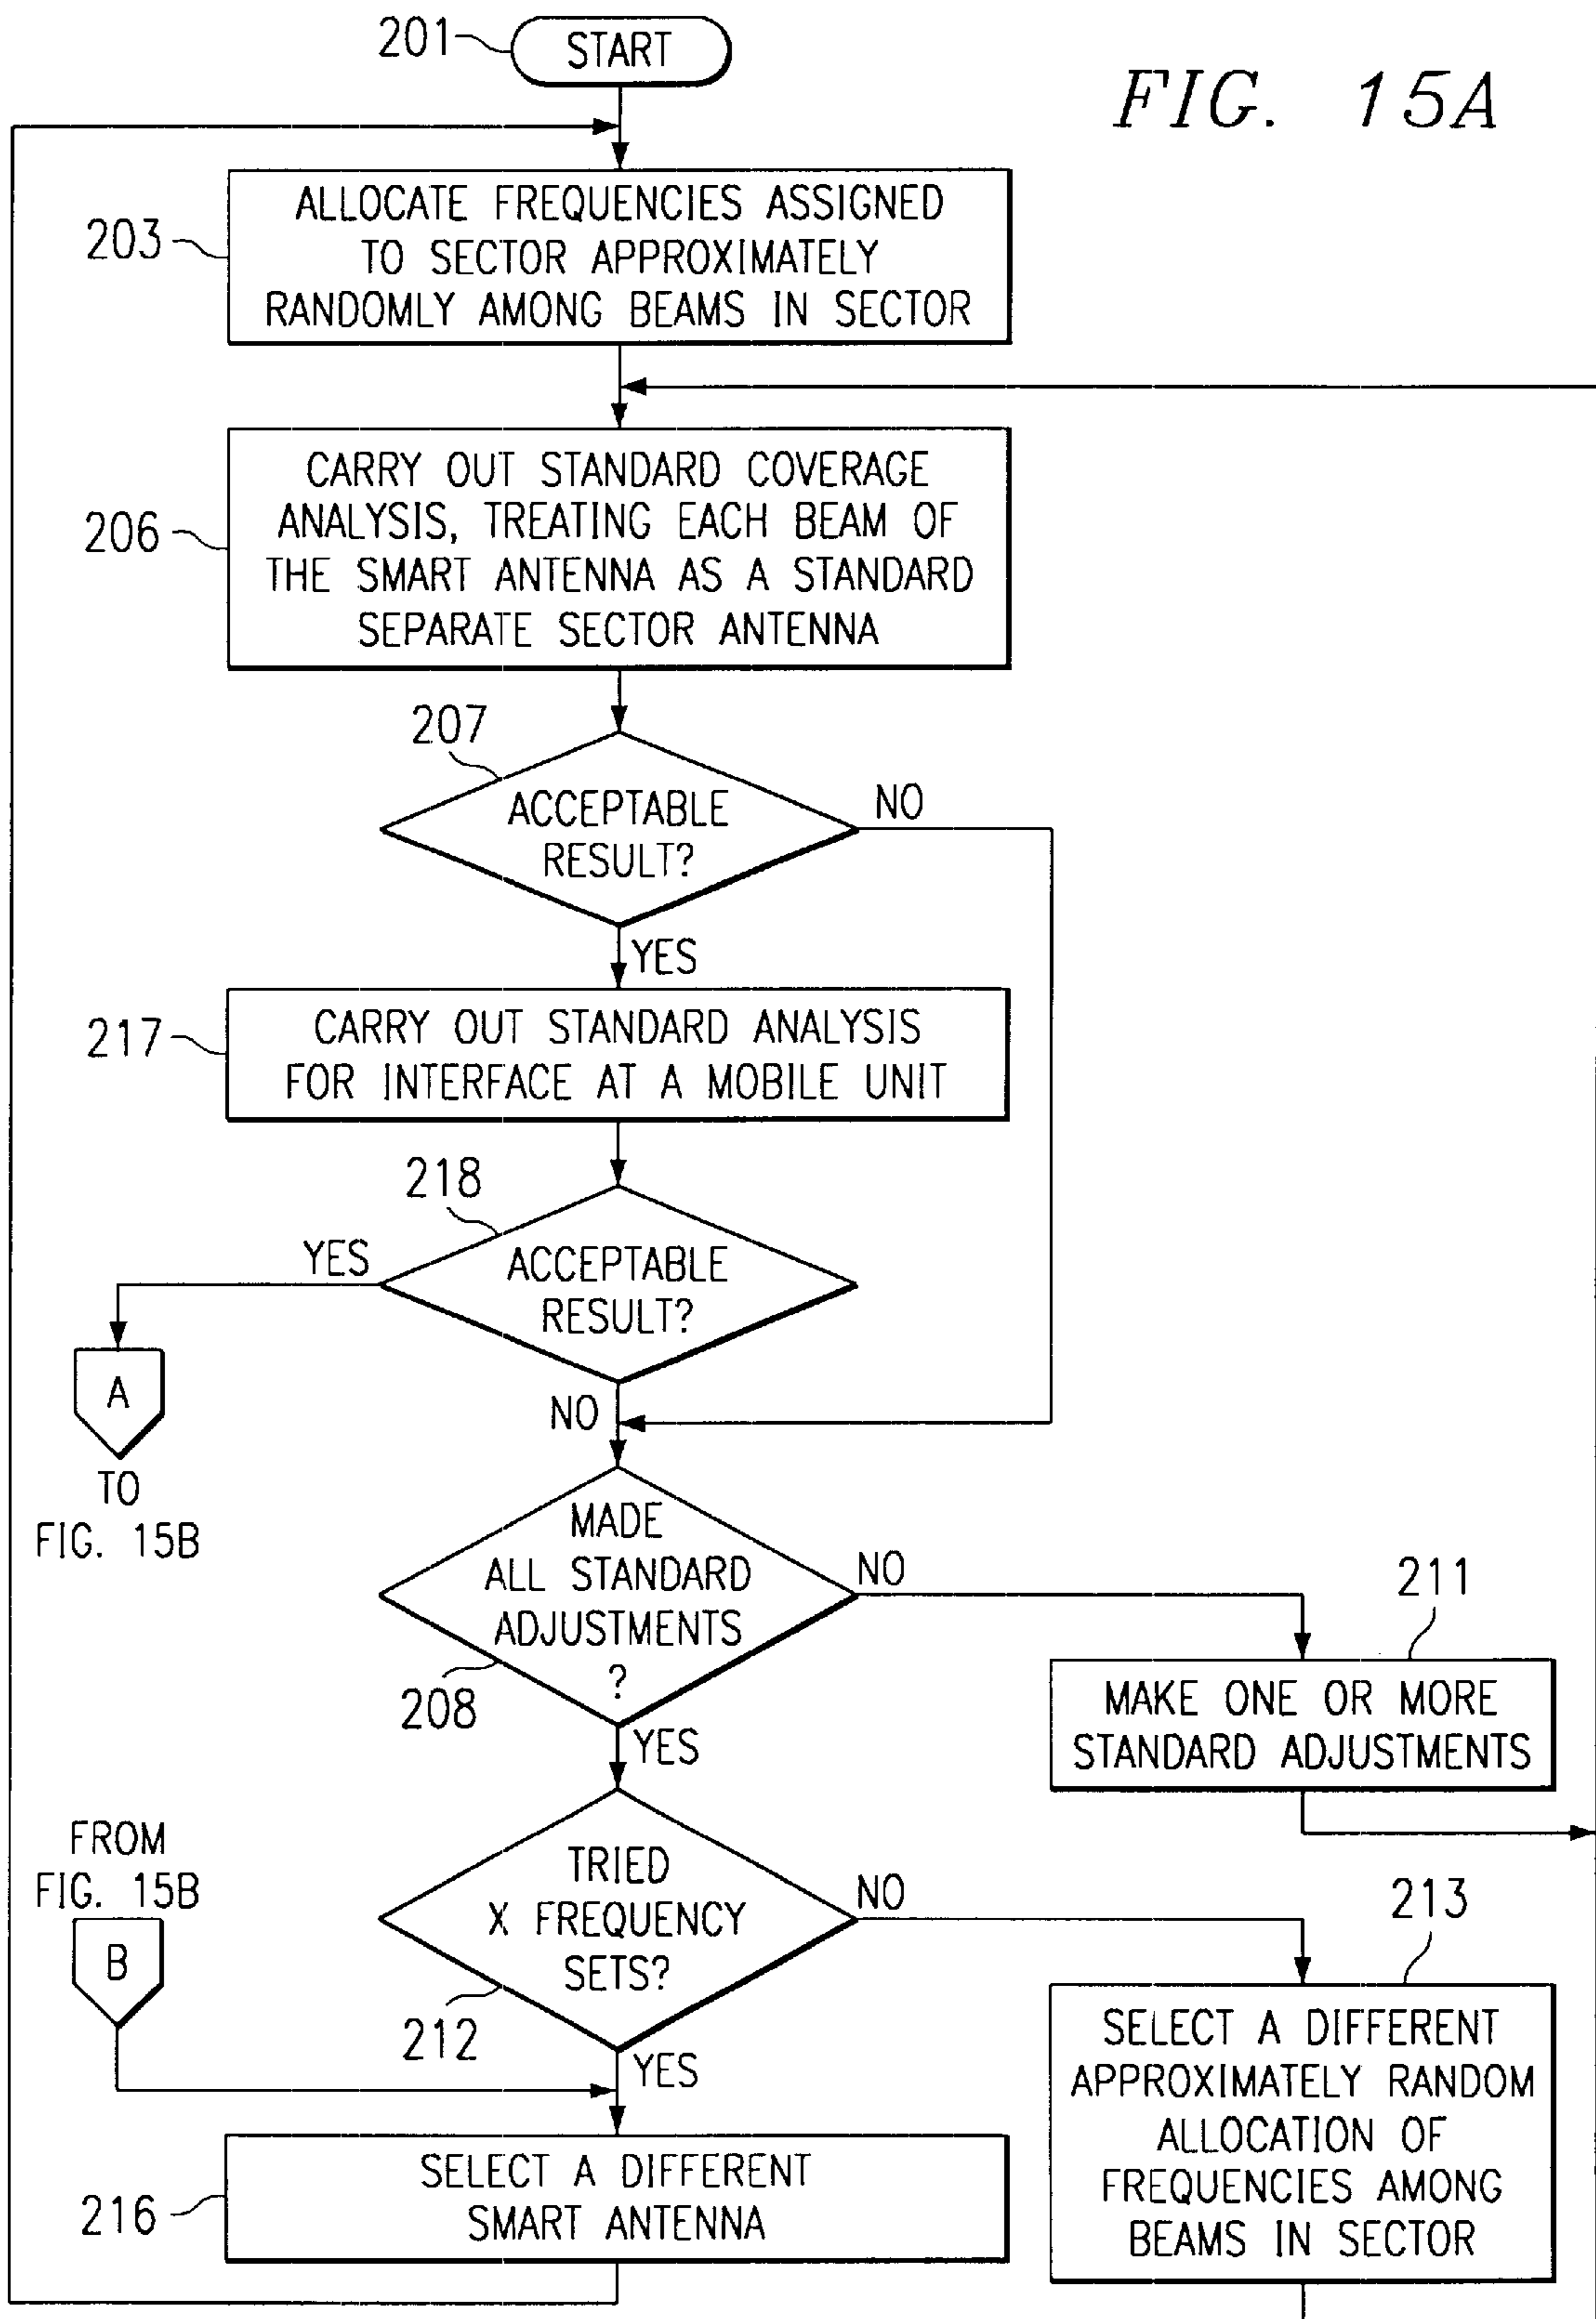 201
START
FIG. 15A
203
ALLOCATE FREQUENCIES ASSIGNED
TO SECTOR APPROXIMATELY
RANDOMLY AMONG BEAMS IN SECTOR
206
CARRY OUT STANDARD COVERAGE
ANALYSIS, TREATING EACH BEAM OF
THE SMART ANTENNA AS A STANDARD
SEPARATE SECTOR ANTENNA
207
ACCEPTABLE
RESULT?
NO
YES
217
CARRY OUT STANDARD ANALYSIS
FOR INTERFACE AT A MOBILE UNIT
218
ACCEPTABLE
RESULT?
YES
A
TO
FIG. 15B
NO
MADE
ALL STANDARD
ADJUSTMENTS
?
208
NO
211
MAKE ONE OR MORE
STANDARD ADJUSTMENTS
YES
FROM
FIG. 15B
B
TRIED
X FREQUENCY
SETS?
212
NO
213
SELECT A DIFFERENT
APPROXIMATELY RANDOM
ALLOCATION OF
FREQUENCIES AMONG
BEAMS IN SECTOR
YES
216
SELECT A DIFFERENT
SMART ANTENNA